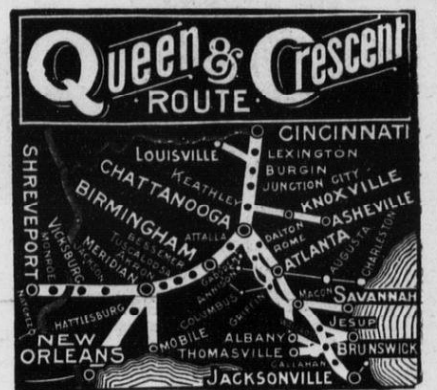 Queen & Crescent
ROUTE
CINCINNATI
LOUISVILLE
LEXINGTON
BURGIN
JUNCTION CITY
KEATHLEY
CHATTANOOGA
KNOXVILLE
ASHEVILLE
SHREVEPORT
BIRMINGHAM
ATTALLA
DALTON
ROME
ATLANTA
AUGUSTA
CHARLESTON
BESSEMER
TUSCALOOSA
MERIDIAN
JACKSON
VICKSBURG
MONROE
NATCHEZ
GADSDEN
ANNISTON
COLUMBUS
GRIFFIN
MACON
SAVANNAH
HATTIESBURG
JESUP
NEW
ORLEANS
MOBILE
ALBANY
THOMASVILLE
BRUNSWICK
CALLAHAN
JACKSONVILLE